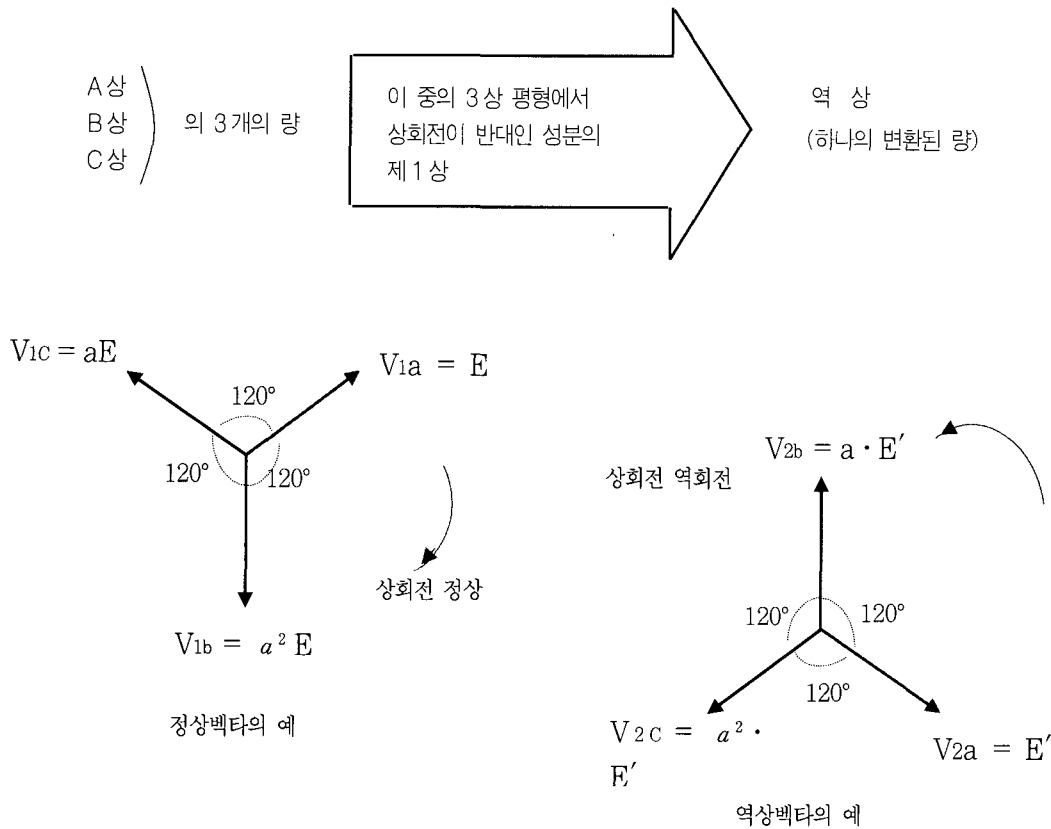 A상
B상
C상
의 3개의 량
이 중의 3상 평형에서
상회전이 반대인 성분의
제1상
역 상
(하나의 변환된 량)
V1C = aE
V1a = E
120°
120°
120°
상회전 정상
V1b = a² E
정상벡타의 예
V2b = a · E′
상회전 역회전
120°
120°
120°
V2C = a² ·
E′
V2a = E′
역상벡타의 예